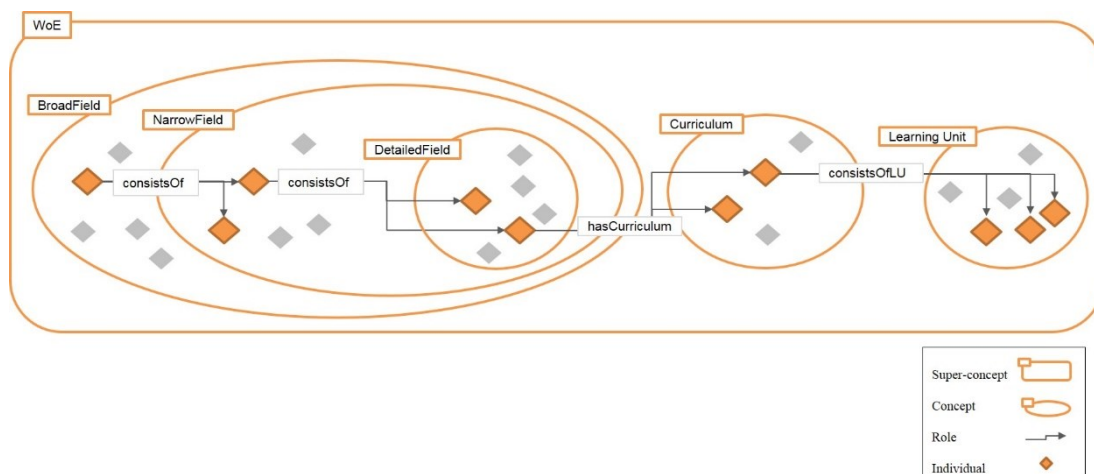 WoE
BroadField
NarrowField
DetailedField
Curriculum
Learning Unit
consistsOf
consistsOf
consistsOfLU
hasCurriculum
Super-concept
Concept
Role
Individual